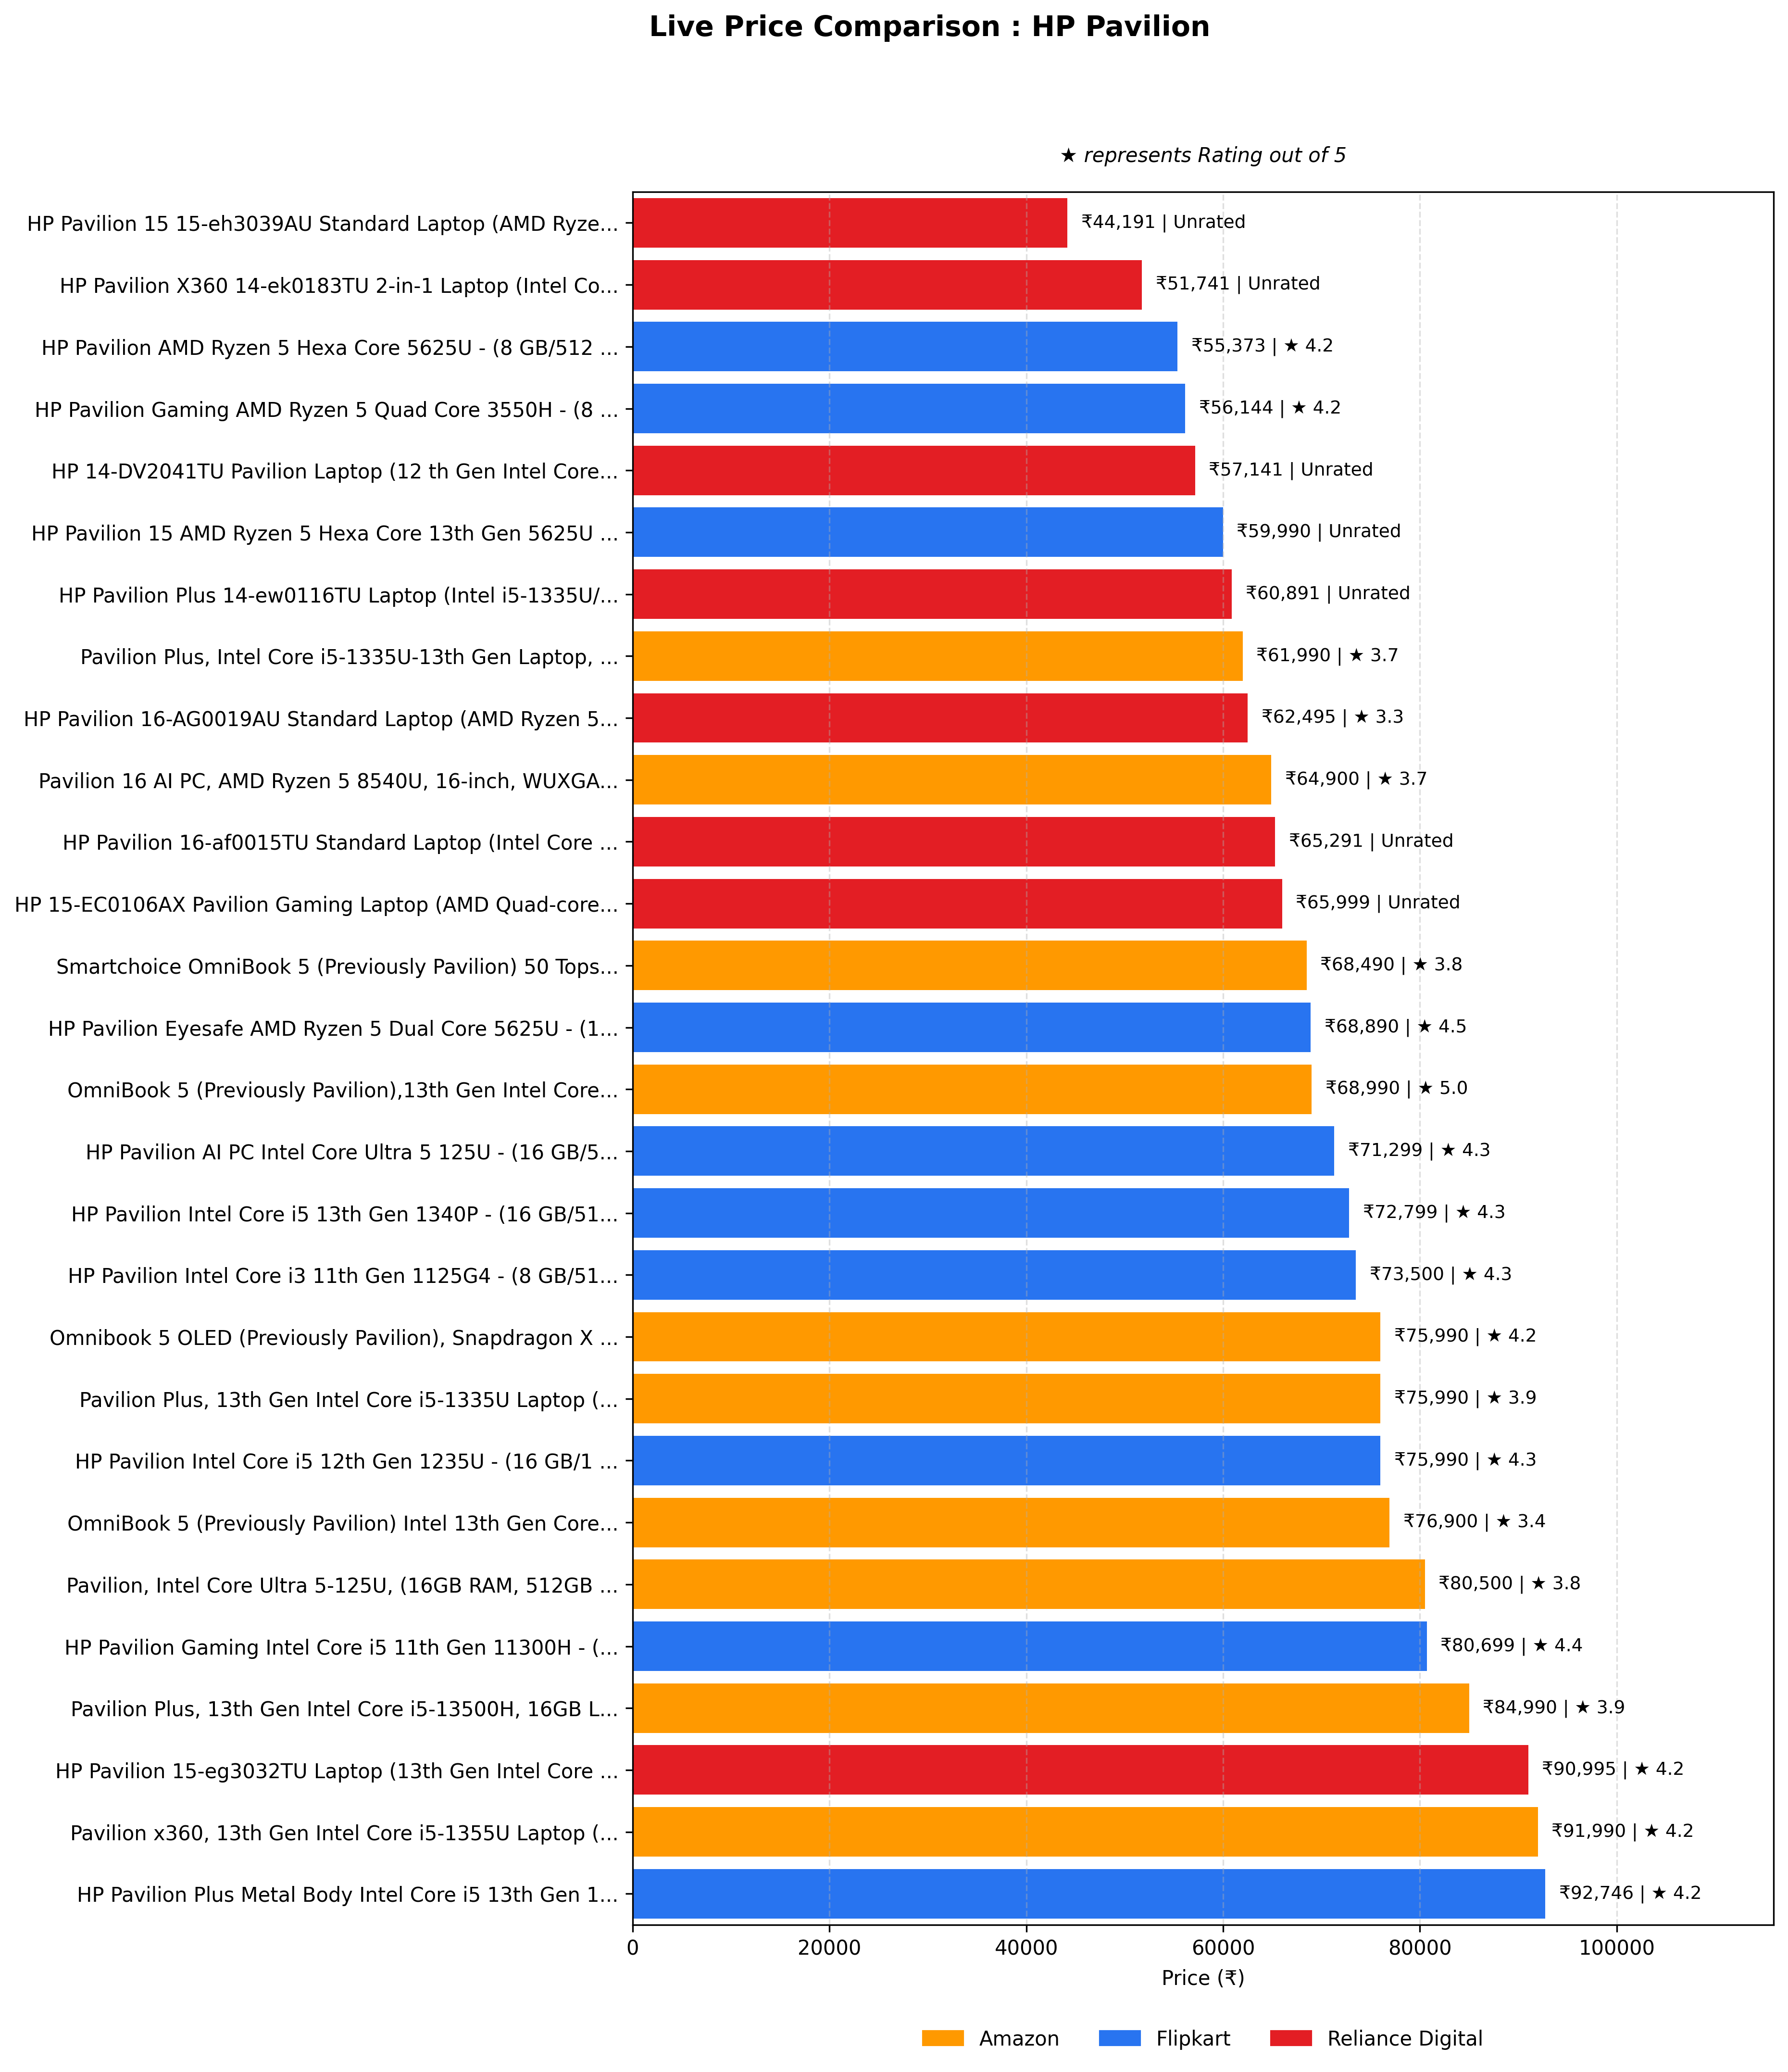 Live Price Comparison : HP Pavilion
★ represents Rating out of 5
HP Pavilion 15 15-eh3039AU Standard Laptop (AMD Ryze... ₹44,191 | Unrated
HP Pavilion X360 14-ek0183TU 2-in-1 Laptop (Intel Co... ₹51,741 | Unrated
HP Pavilion AMD Ryzen 5 Hexa Core 5625U - (8 GB/512 ... ₹55,373 | ★ 4.2
HP Pavilion Gaming AMD Ryzen 5 Quad Core 3550H - (8 ... ₹56,144 | ★ 4.2
HP 14-DV2041TU Pavilion Laptop (12 th Gen Intel Core... ₹57,141 | Unrated
HP Pavilion 15 AMD Ryzen 5 Hexa Core 13th Gen 5625U ... ₹59,990 | Unrated
HP Pavilion Plus 14-ew0116TU Laptop (Intel i5-1335U/... ₹60,891 | Unrated
Pavilion Plus, Intel Core i5-1335U-13th Gen Laptop, ... ₹61,990 | ★ 3.7
HP Pavilion 16-AG0019AU Standard Laptop (AMD Ryzen 5... ₹62,495 | ★ 3.3
Pavilion 16 AI PC, AMD Ryzen 5 8540U, 16-inch, WUXGA... ₹64,900 | ★ 3.7
HP Pavilion 16-af0015TU Standard Laptop (Intel Core ... ₹65,291 | Unrated
HP 15-EC0106AX Pavilion Gaming Laptop (AMD Quad-core... ₹65,999 | Unrated
Smartchoice OmniBook 5 (Previously Pavilion) 50 Tops... ₹68,490 | ★ 3.8
HP Pavilion Eyesafe AMD Ryzen 5 Dual Core 5625U - (1... ₹68,890 | ★ 4.5
OmniBook 5 (Previously Pavilion),13th Gen Intel Core... ₹68,990 | ★ 5.0
HP Pavilion AI PC Intel Core Ultra 5 125U - (16 GB/5... ₹71,299 | ★ 4.3
HP Pavilion Intel Core i5 13th Gen 1340P - (16 GB/51... ₹72,799 | ★ 4.3
HP Pavilion Intel Core i3 11th Gen 1125G4 - (8 GB/51... ₹73,500 | ★ 4.3
Omnibook 5 OLED (Previously Pavilion), Snapdragon X ... ₹75,990 | ★ 4.2
Pavilion Plus, 13th Gen Intel Core i5-1335U Laptop (... ₹75,990 | ★ 3.9
HP Pavilion Intel Core i5 12th Gen 1235U - (16 GB/1 ... ₹75,990 | ★ 4.3
OmniBook 5 (Previously Pavilion) Intel 13th Gen Core... ₹76,900 | ★ 3.4
Pavilion, Intel Core Ultra 5-125U, (16GB RAM, 512GB ... ₹80,500 | ★ 3.8
HP Pavilion Gaming Intel Core i5 11th Gen 11300H - (... ₹80,699 | ★ 4.4
Pavilion Plus, 13th Gen Intel Core i5-13500H, 16GB L... ₹84,990 | ★ 3.9
HP Pavilion 15-eg3032TU Laptop (13th Gen Intel Core ... ₹90,995 | ★ 4.2
Pavilion x360, 13th Gen Intel Core i5-1355U Laptop (... ₹91,990 | ★ 4.2
HP Pavilion Plus Metal Body Intel Core i5 13th Gen 1... ₹92,746 | ★ 4.2
0 20000 40000 60000 80000 100000
Price (₹)
Amazon Flipkart Reliance Digital